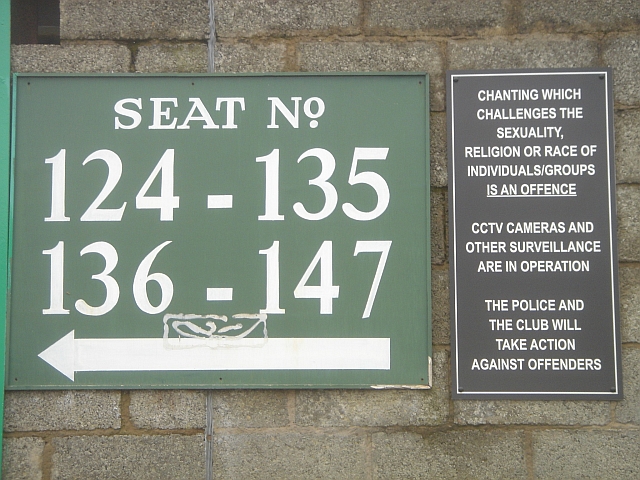 SEAT Nº
124 - 135
136 - 147
CHANTING WHICH
CHALLENGES THE
SEXUALITY,
RELIGION OR RACE OF
INDIVIDUALS/GROUPS
IS AN OFFENCE
CCTV CAMERAS AND
OTHER SURVEILLANCE
ARE IN OPERATION
THE POLICE AND
THE CLUB WILL
TAKE ACTION
AGAINST OFFENDERS